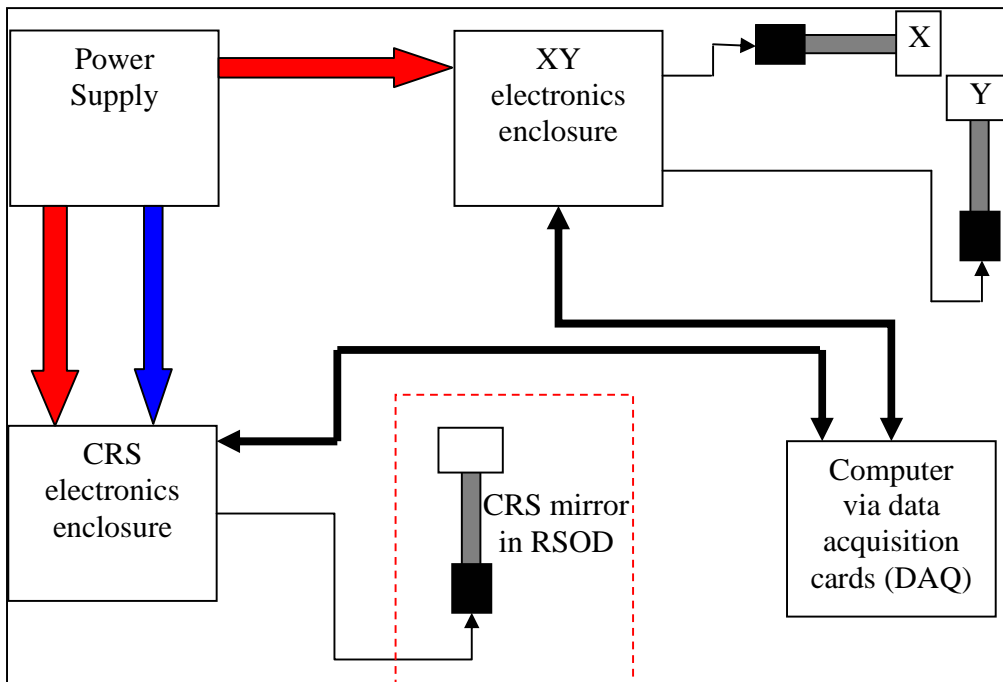 Power
Supply
XY
electronics
enclosure
X
Y
CRS
electronics
enclosure
CRS mirror
in RSOD
Computer
via data
acquisition
cards (DAQ)